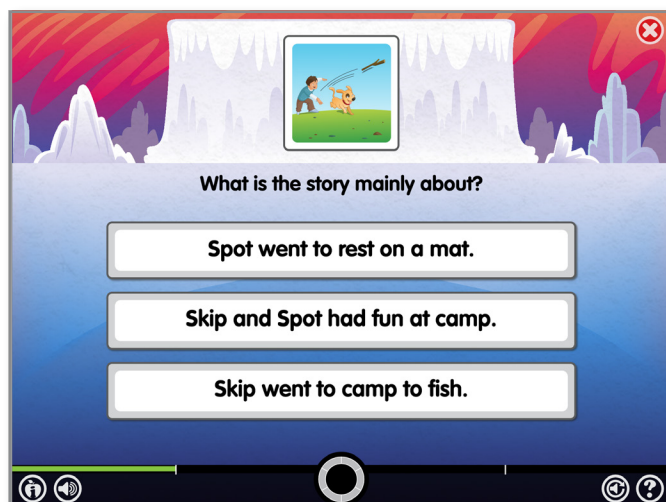 What is the story mainly about?
Spot went to rest on a mat.
Skip and Spot had fun at camp.
Skip went to camp to fish.
?